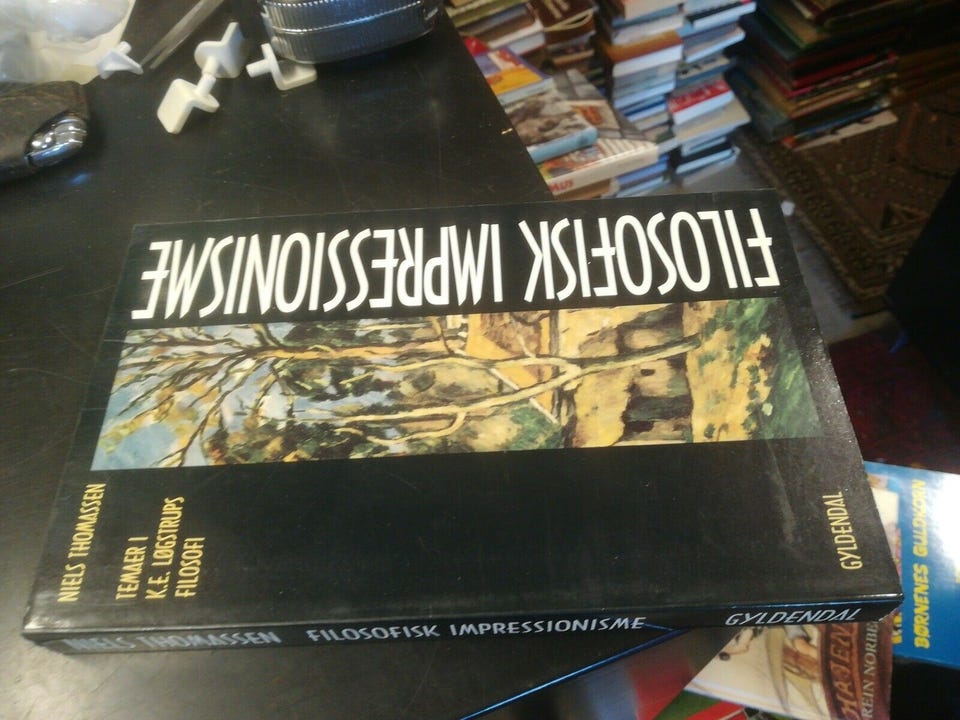 FILOSOFISK IMPRESSIONISME
NIELS THOMASSEN
TEMAER I
K.E. LØGSTRUPS
FILOSOFI
GYLDENDAL
NIELS THOMASSEN FILOSOFISK IMPRESSIONISME GYLDENDAL
BØRNENES GULDKORN